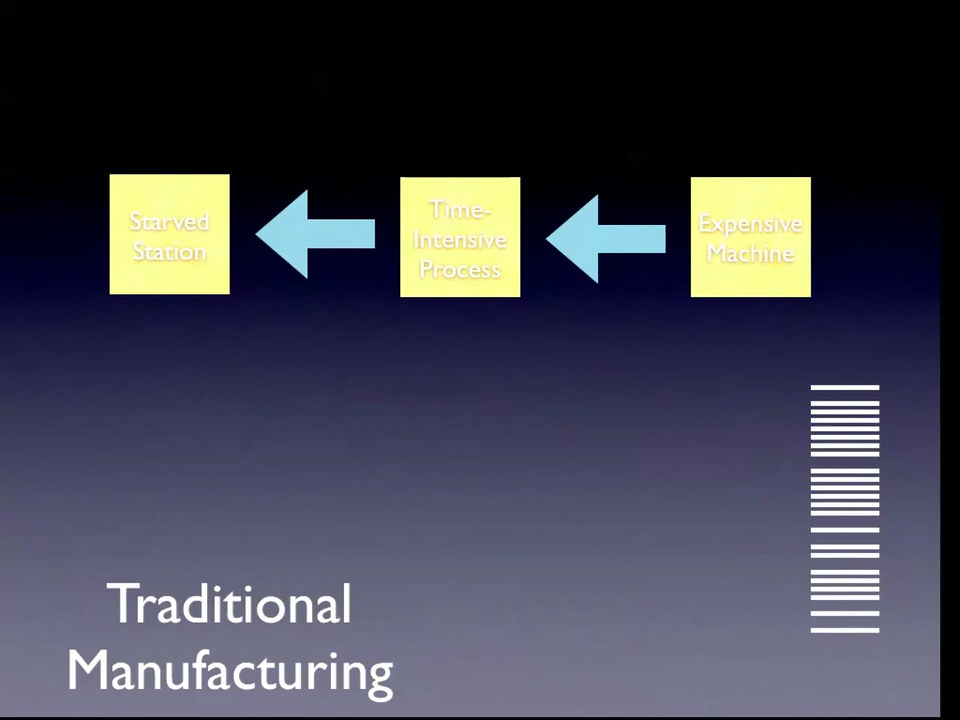 Starved
Station
Time-
Intensive
Process
Expensive
Machine
Traditional
Manufacturing